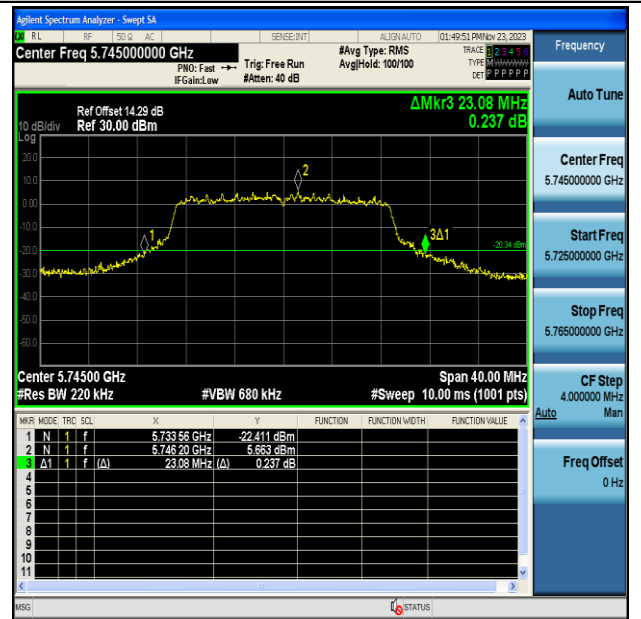 Agilent Spectrum Analyzer - Swept SA
RL RF 50 Ω AC SENSE:INT ALIGN AUTO 01:49:51 PM Nov 23, 2023
Center Freq 5.745000000 GHz
PNO: Fast
IFGain:Low
Trig: Free Run
#Atten: 40 dB
#Avg Type: RMS
Avg|Hold: 100/100
TRACE 1 2 3 4 5 6
TYPE M
DET P P P P P P
Ref Offset 14.29 dB
Ref 30.00 dBm
10 dB/div
Log
ΔMkr3 23.08 MHz
0.237 dB
20.0
10.0
0.00
-10.0
-20.0
-30.0
-40.0
-50.0
-60.0
1
2
3Δ1
-20.34 dBm
Center 5.74500 GHz
Span 40.00 MHz
#Res BW 220 kHz
#VBW 680 kHz
#Sweep 10.00 ms (1001 pts)
MKR MODE TRC SCL X Y FUNCTION FUNCTION WIDTH FUNCTION VALUE
1 N 1 f 5.733 56 GHz -22.411 dBm
2 N 1 f 5.746 20 GHz 5.663 dBm
3 Δ1 1 f (Δ) 23.08 MHz (Δ) 0.237 dB
4
5
6
7
8
9
10
11
MSG
STATUS
Frequency
Auto Tune
Center Freq
5.745000000 GHz
Start Freq
5.725000000 GHz
Stop Freq
5.765000000 GHz
CF Step
4.000000 MHz
Auto Man
Freq Offset
0 Hz